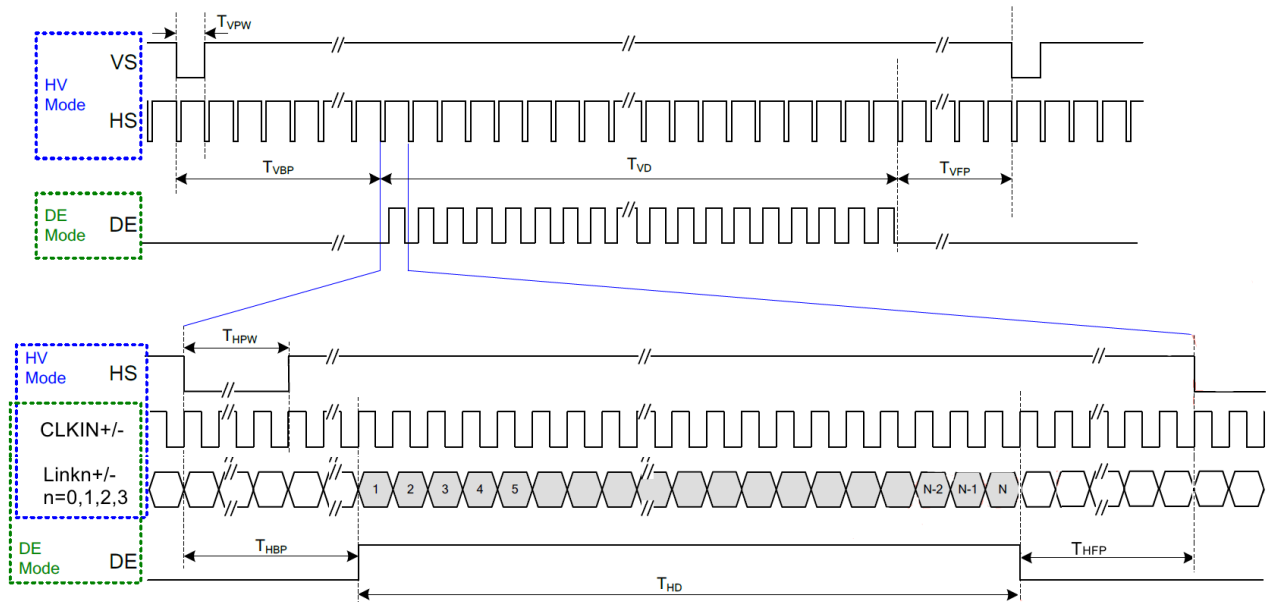 TVPW
HV
Mode
VS
HS
TVBP
TVD
TVFP
DE
Mode
DE
THPW
HV
Mode
HS
CLKIN+/-
Linkn+/-
n=0,1,2,3
1 2 3 4 5 N-2 N-1 N
DE
Mode
DE
THBP
THFP
THD